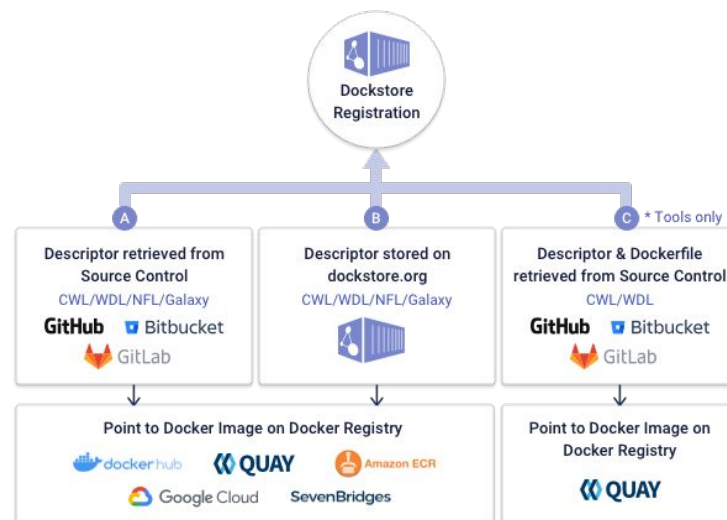 Dockstore
Registration
A
B
C
* Tools only
Descriptor retrieved from
Source Control
CWL/WDL/NFL/Galaxy
GitHub
Bitbucket
GitLab
Descriptor stored on
dockstore.org
CWL/WDL/NFL/Galaxy
Descriptor & Dockerfile
retrieved from Source Control
CWL/WDL
GitHub
Bitbucket
GitLab
Point to Docker Image on Docker Registry
dockerhub
QUAY
Amazon ECR
Google Cloud
SevenBridges
Point to Docker Image on
Docker Registry
QUAY